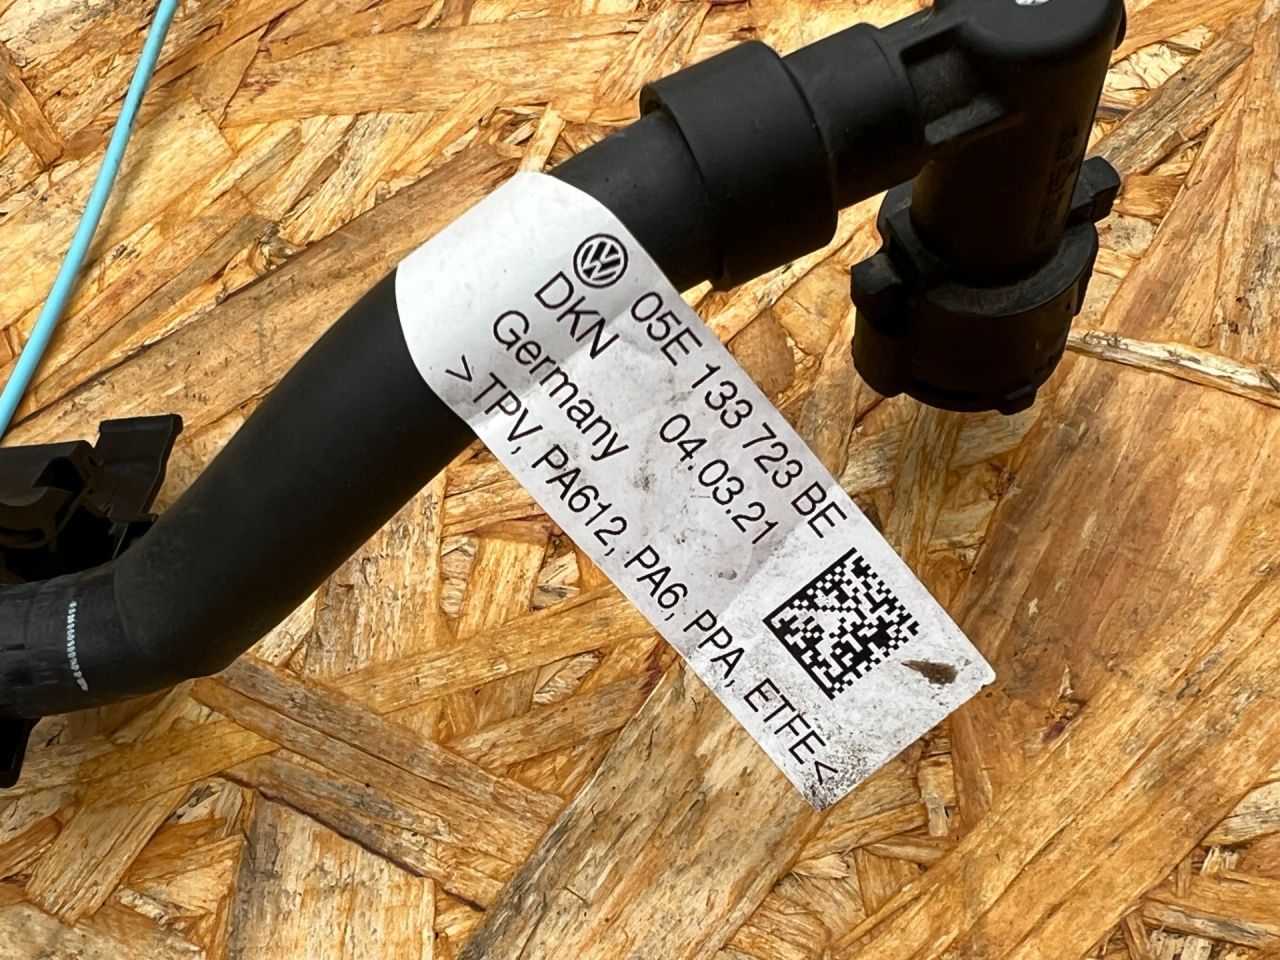 05E 133 723 BE
DKN 04.03.21
Germany
>TPV, PA612, PA6, PPA, ETFE<